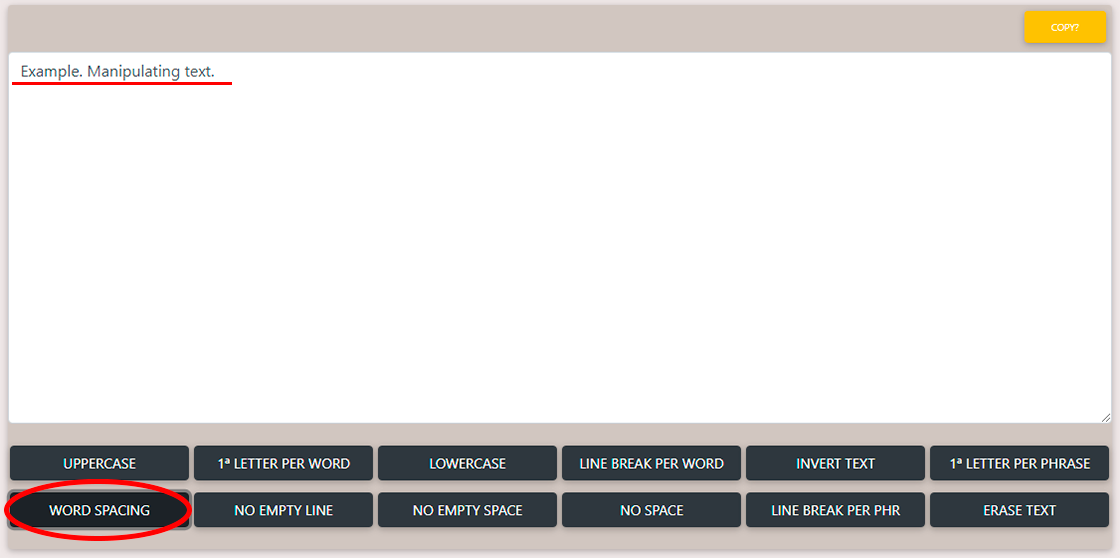 COPY?
Example. Manipulating text.
UPPERCASE
1ª LETTER PER WORD
LOWERCASE
LINE BREAK PER WORD
INVERT TEXT
1ª LETTER PER PHRASE
WORD SPACING
NO EMPTY LINE
NO EMPTY SPACE
NO SPACE
LINE BREAK PER PHR
ERASE TEXT